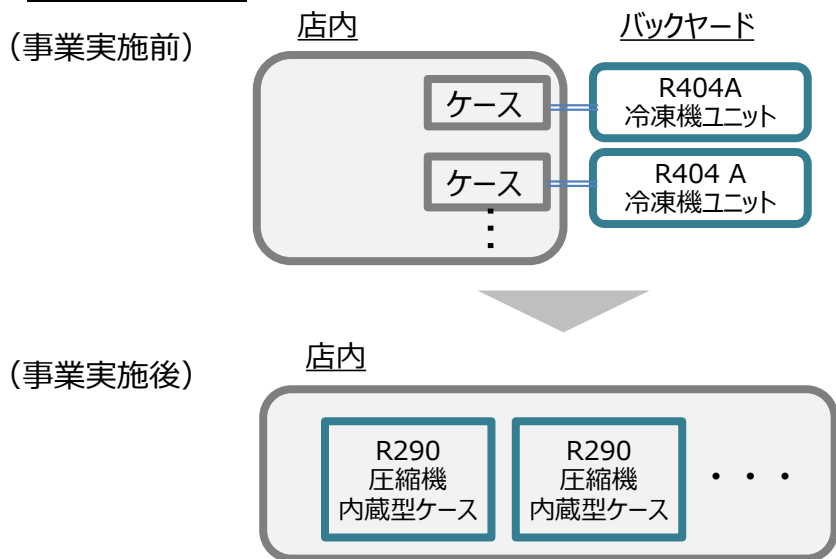 （事業実施前）
店内
バックヤード
ケース
R404A
冷凍機ユニット
ケース
R404 A
冷凍機ユニット
（事業実施後）
店内
R290
圧縮機
内蔵型ケース
R290
圧縮機
内蔵型ケース
・・・